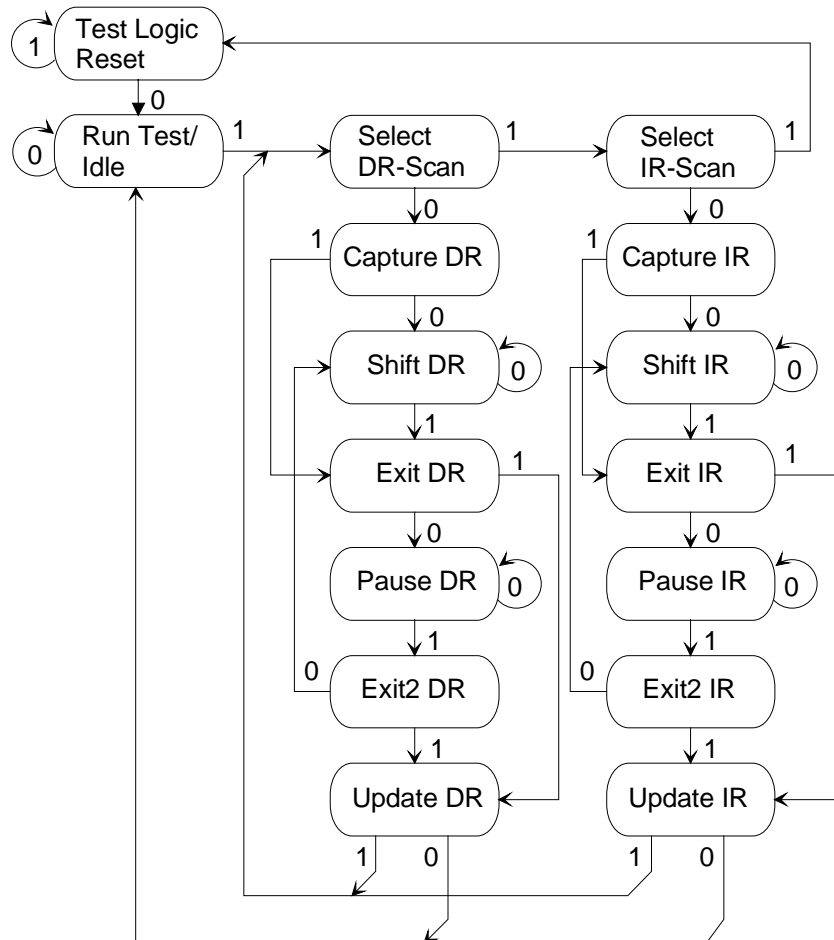 Test Logic
Reset
1
0
Run Test/
Idle
0
1
Select
DR-Scan
1
Select
IR-Scan
1
0
0
1
Capture DR
1
Capture IR
0
0
Shift DR
0
Shift IR
0
1
1
Exit DR
1
Exit IR
1
0
0
Pause DR
0
Pause IR
0
1
1
0
Exit2 DR
0
Exit2 IR
1
1
Update DR
Update IR
1
0
1
0